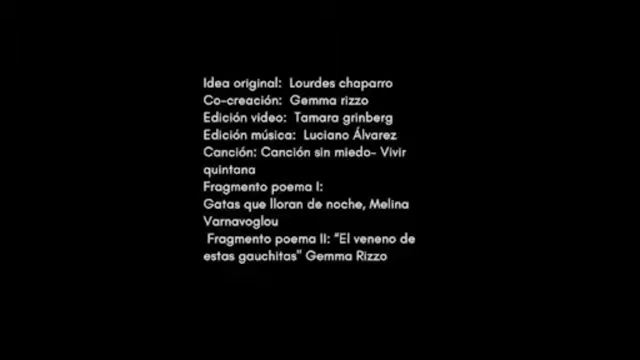 Idea original:  Lourdes chaparro
Co-creación:  Gemma rizzo
Edición video:  Tamara grinberg
Edición música:  Luciano Álvarez
Canción: Canción sin miedo- Vivir
quintana
Fragmento poema I:
Gatas que lloran de noche, Melina
Varnavoglou
Fragmento poema II: “El veneno de
estas gauchitas" Gemma Rizzo